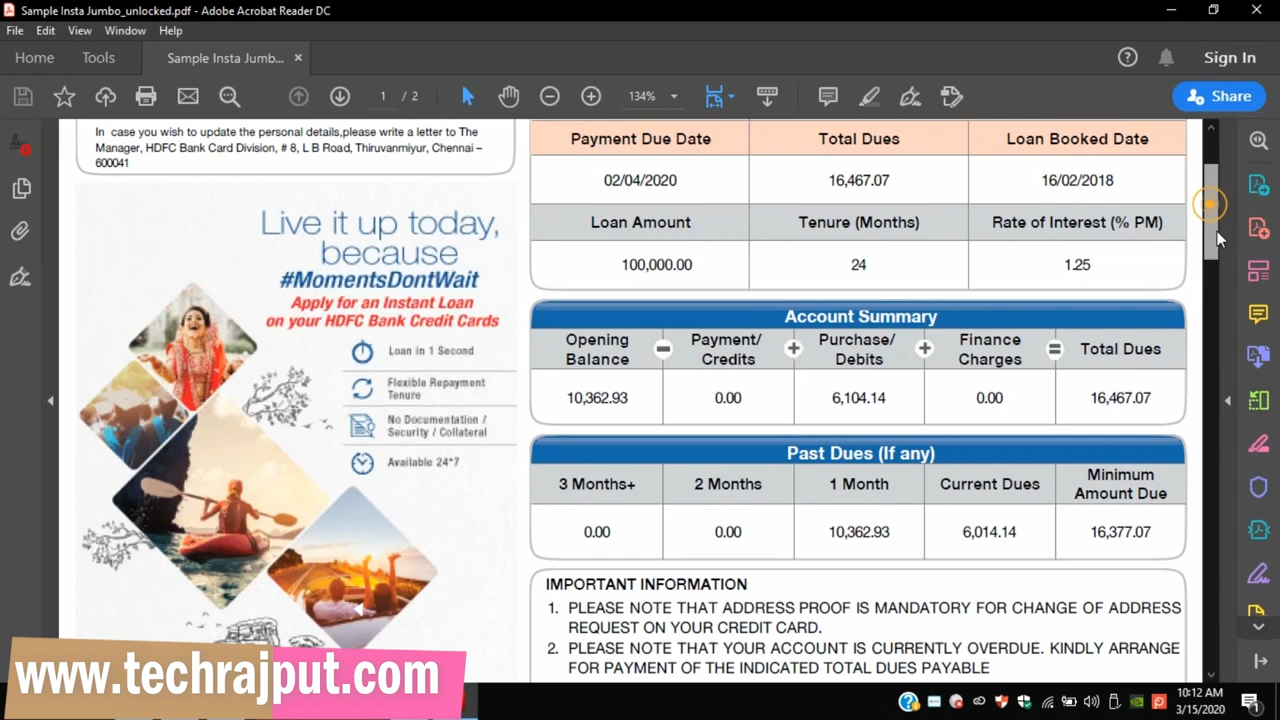 Sample Insta Jumbo_unlocked.pdf - Adobe Acrobat Reader DC
File Edit View Window Help
Home Tools Sample Insta Jumb... × Sign In
1 / 2 134% Share
In case you wish to update the personal details,please write a letter to The
Manager, HDFC Bank Card Division, # 8, L B Road, Thiruvanmiyur, Chennai –
600041
Live it up today,
because
#MomentsDontWait
Apply for an Instant Loan
on your HDFC Bank Credit Cards
Loan in 1 Second
Flexible Repayment
Tenure
No Documentation /
Security / Collateral
Available 24*7
Payment Due Date Total Dues Loan Booked Date
02/04/2020 16,467.07 16/02/2018
Loan Amount Tenure (Months) Rate of Interest (% PM)
100,000.00 24 1.25
Account Summary
Opening Balance − Payment/ Credits + Purchase/ Debits + Finance Charges = Total Dues
10,362.93 0.00 6,104.14 0.00 16,467.07
Past Dues (If any)
3 Months+ 2 Months 1 Month Current Dues Minimum Amount Due
0.00 0.00 10,362.93 6,014.14 16,377.07
IMPORTANT INFORMATION
1. PLEASE NOTE THAT ADDRESS PROOF IS MANDATORY FOR CHANGE OF ADDRESS
REQUEST ON YOUR CREDIT CARD.
2. PLEASE NOTE THAT YOUR ACCOUNT IS CURRENTLY OVERDUE. KINDLY ARRANGE
FOR PAYMENT OF THE INDICATED TOTAL DUES PAYABLE
www.techrajput.com
10:12 AM
3/15/2020